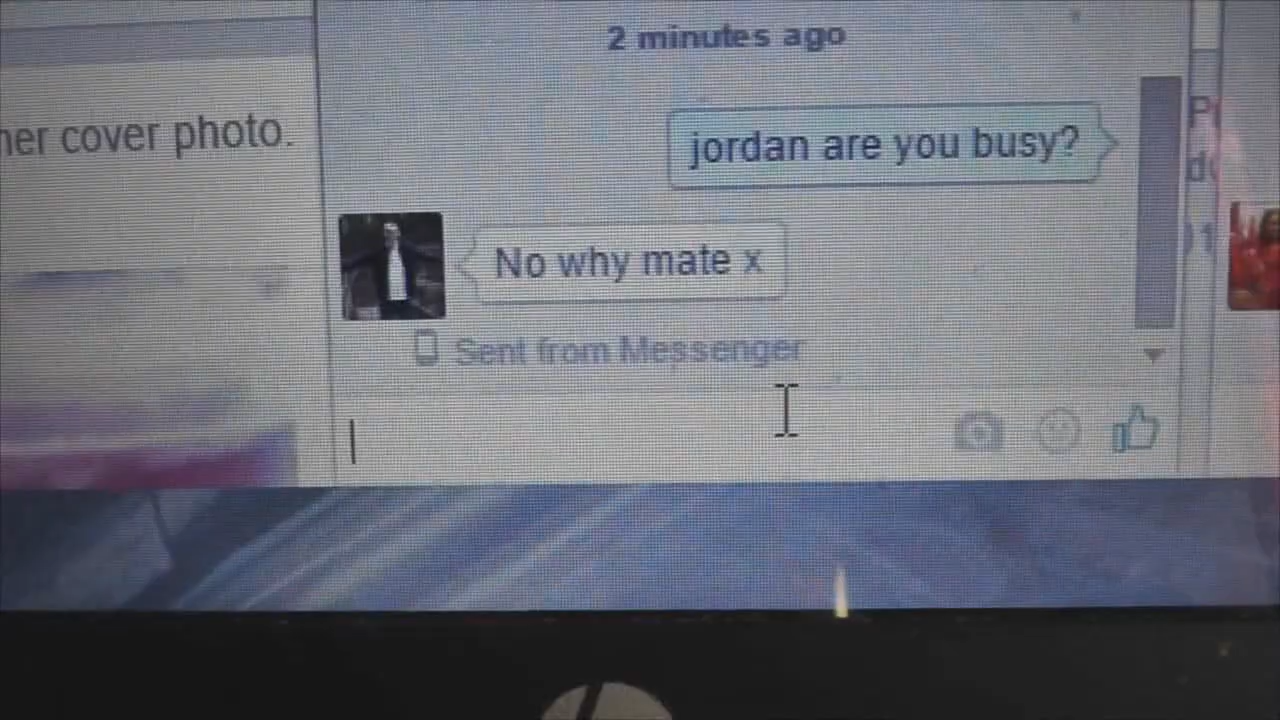 2 minutes ago
her cover photo.
jordan are you busy?
No why mate x
Sent from Messenger